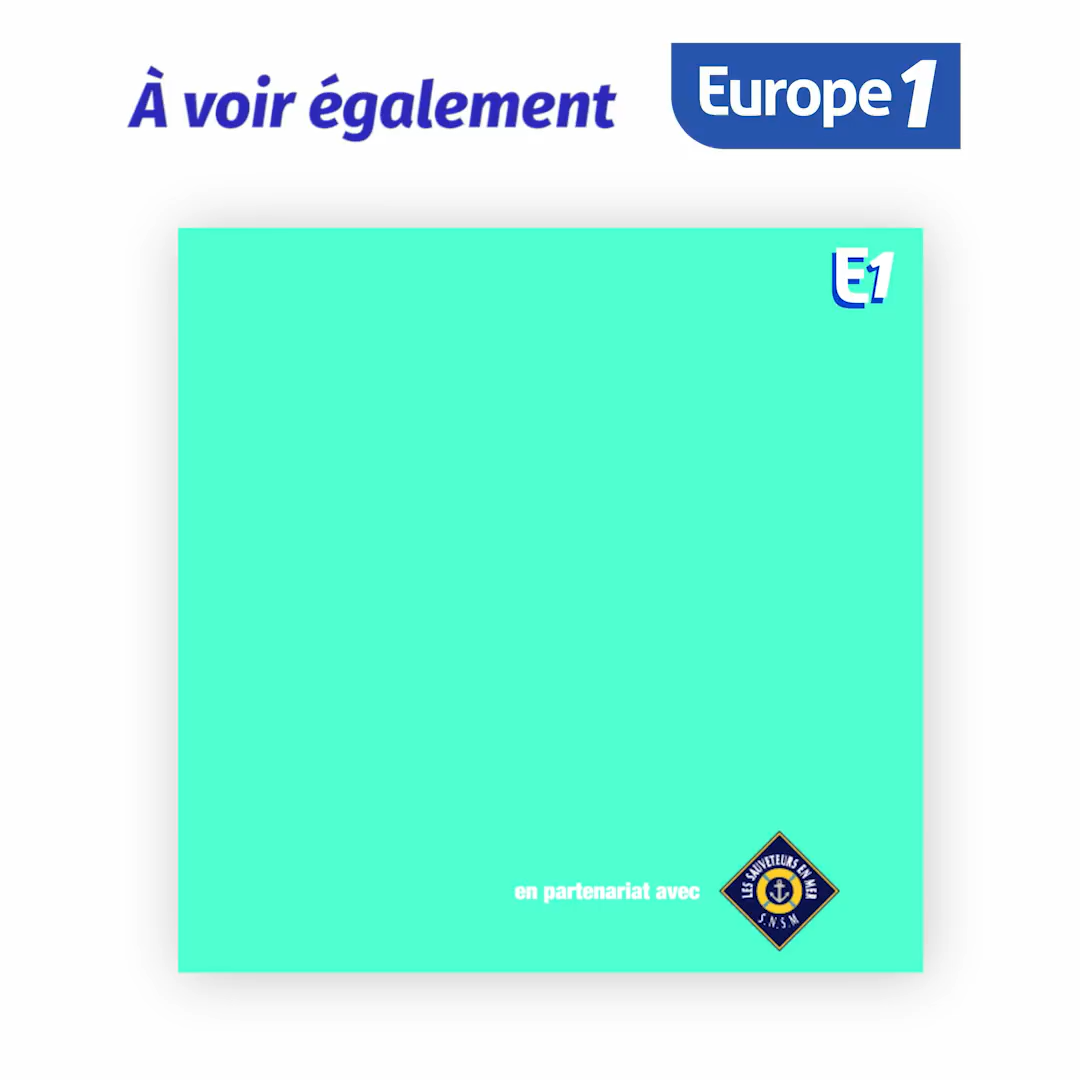 À voir également
Europe 1
E1
en partenariat avec
LES SAUVETEURS EN MER
S.N.S.M